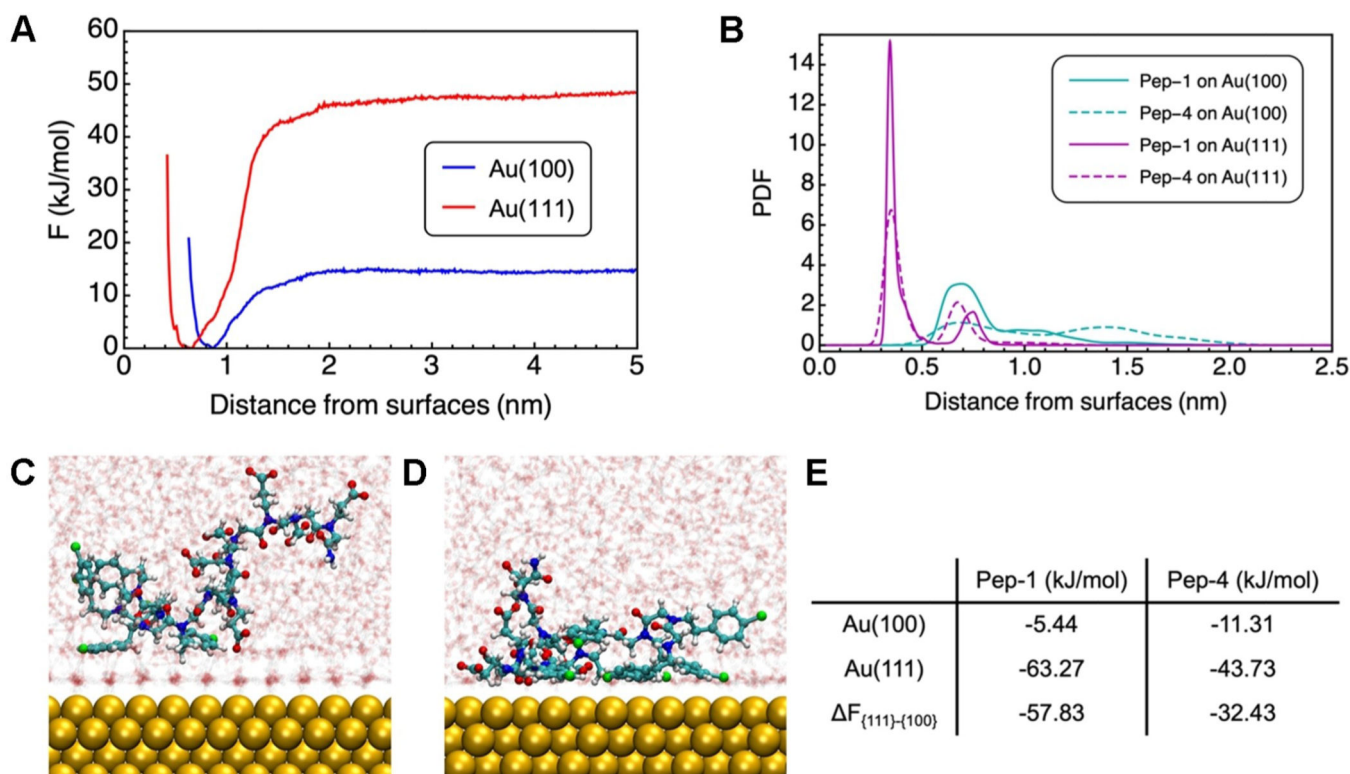 A
60
50
40
30
20
10
0
F (kJ/mol)
0 1 2 3 4 5
Distance from surfaces (nm)
Au(100)
Au(111)
B
14
12
10
8
6
4
2
0
PDF
0.0 0.5 1.0 1.5 2.0 2.5
Distance from surfaces (nm)
Pep-1 on Au(100)
Pep-4 on Au(100)
Pep-1 on Au(111)
Pep-4 on Au(111)
C
D
E
Pep-1 (kJ/mol) Pep-4 (kJ/mol)
Au(100) -5.44 -11.31
Au(111) -63.27 -43.73
ΔF{111}-{100} -57.83 -32.43